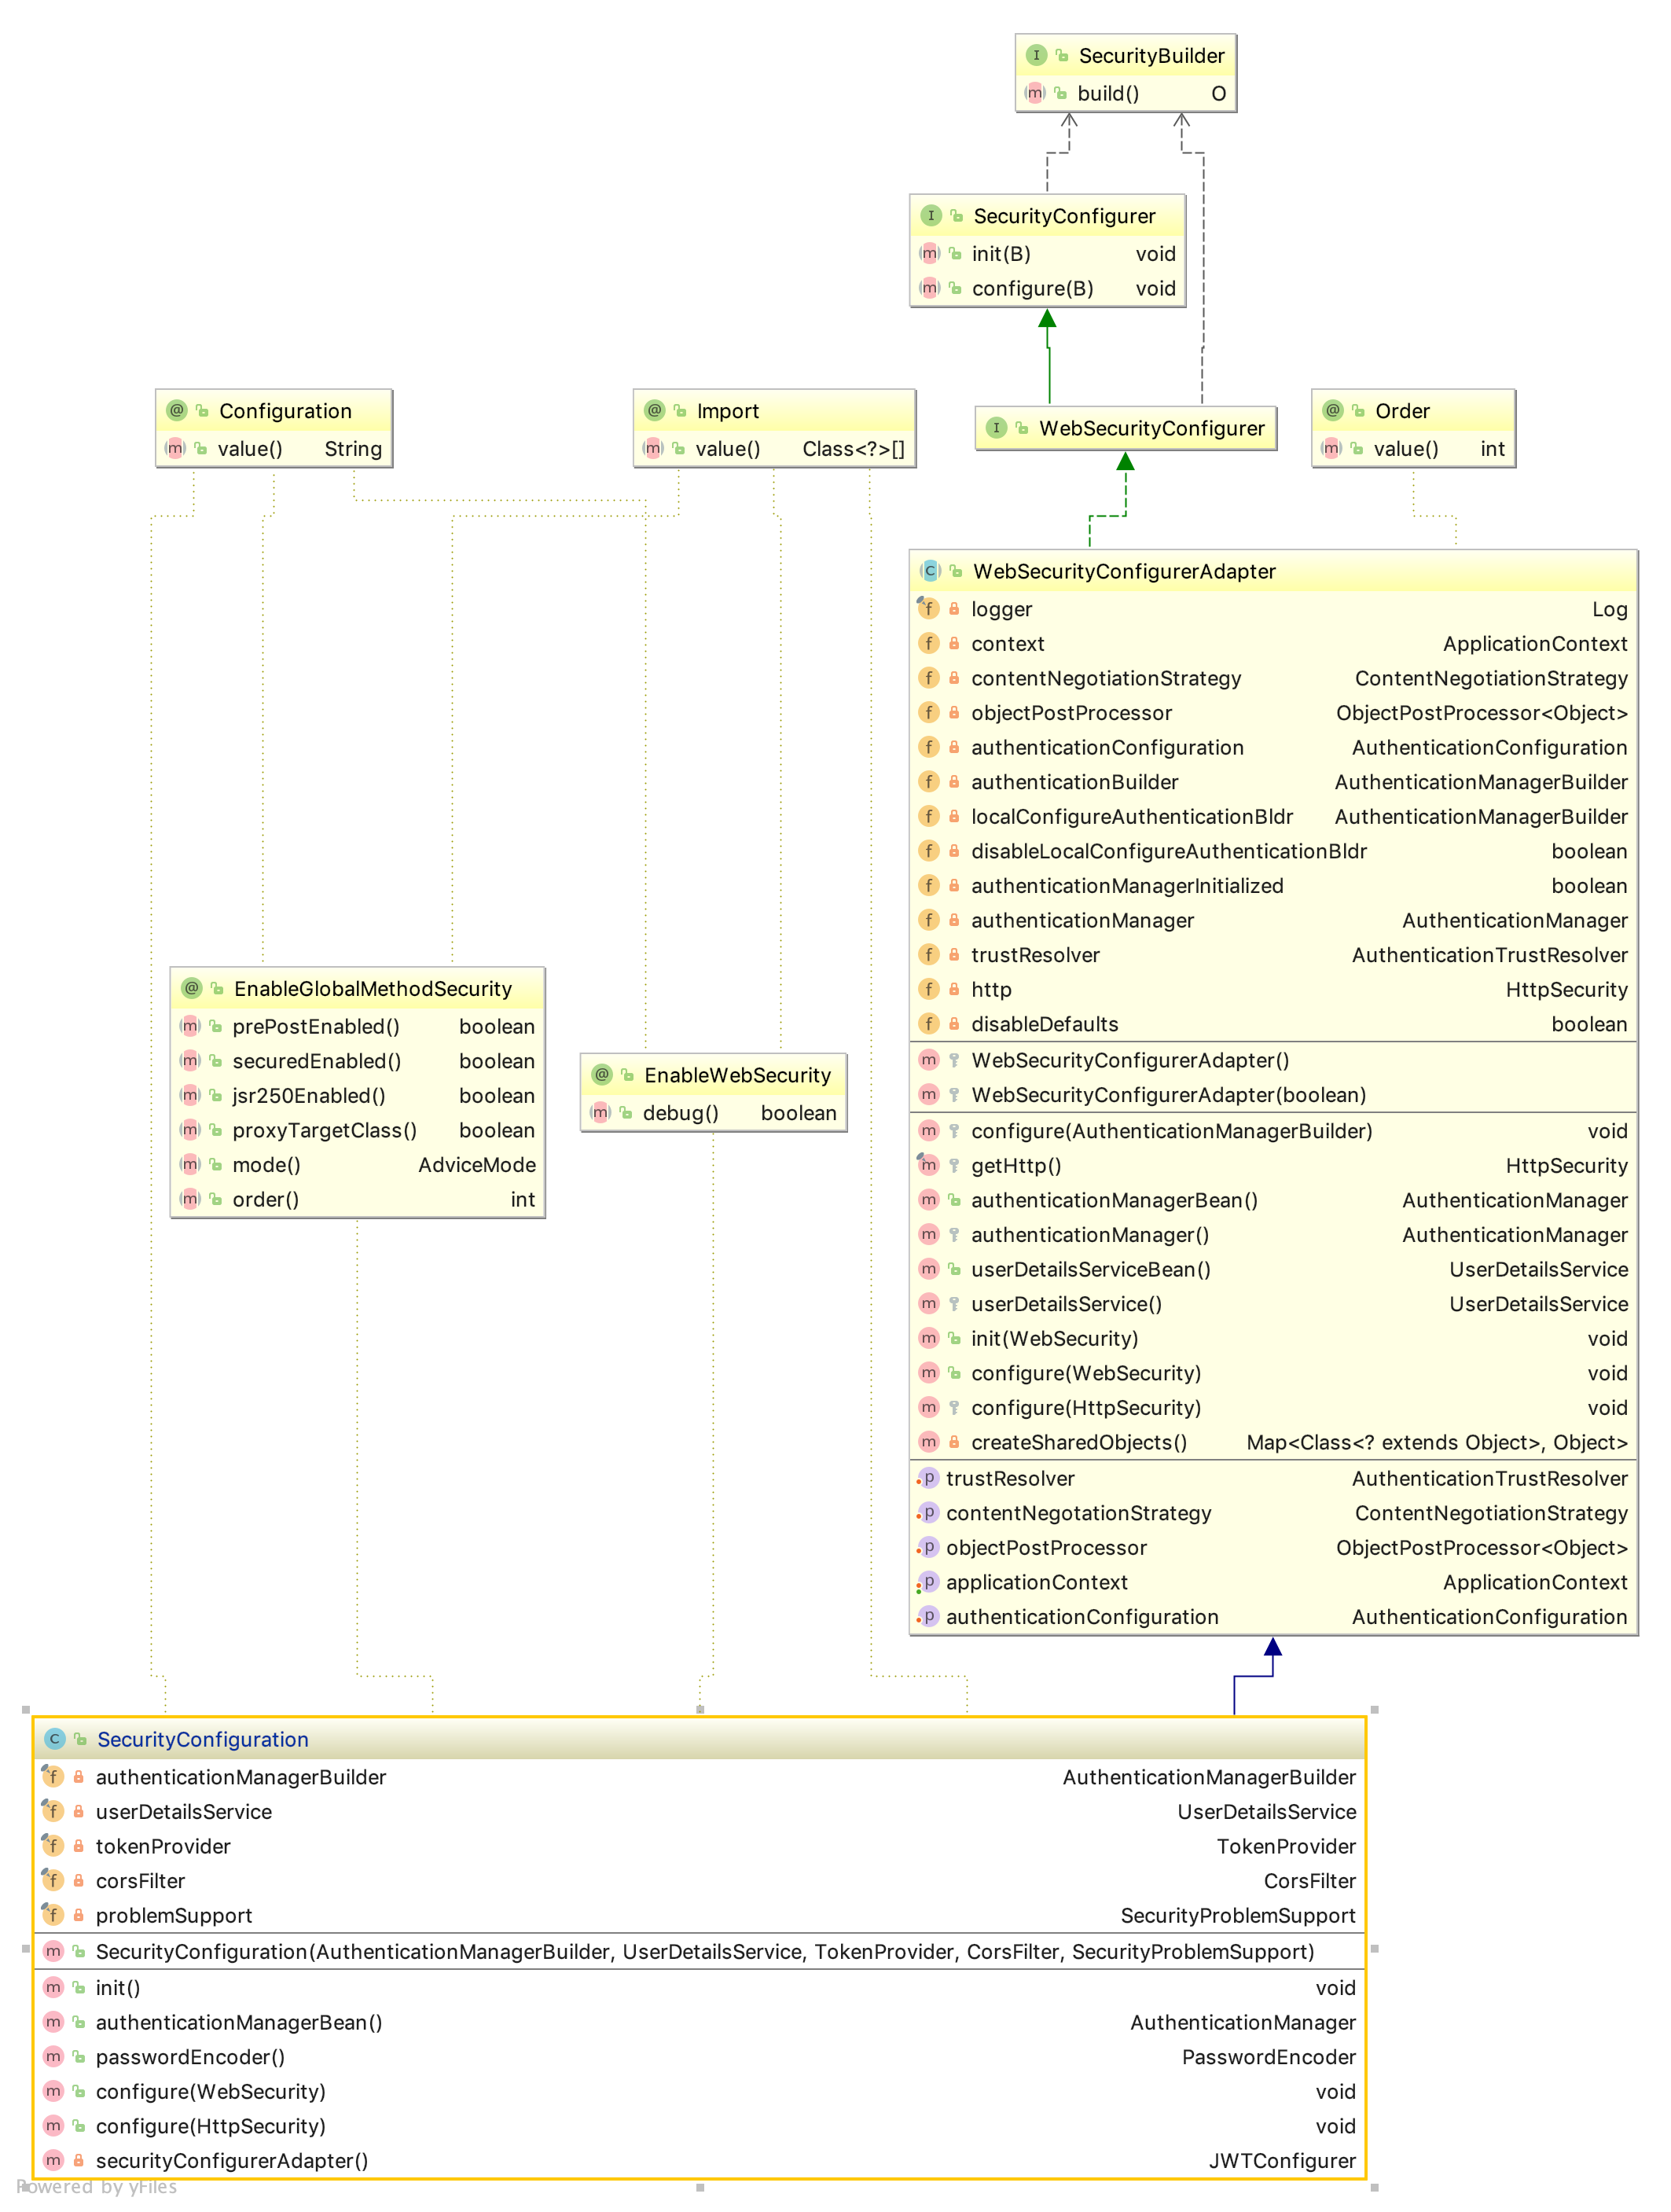 I SecurityBuilder
m build() O
I SecurityConfigurer
m init(B) void
m configure(B) void
@ Configuration
m value() String
@ Import
m value() Class<?>[]
I WebSecurityConfigurer
@ Order
m value() int
C WebSecurityConfigurerAdapter
f logger Log
f context ApplicationContext
f contentNegotiationStrategy ContentNegotiationStrategy
f objectPostProcessor ObjectPostProcessor<Object>
f authenticationConfiguration AuthenticationConfiguration
f authenticationBuilder AuthenticationManagerBuilder
f localConfigureAuthenticationBldr AuthenticationManagerBuilder
f disableLocalConfigureAuthenticationBldr boolean
f authenticationManagerInitialized boolean
f authenticationManager AuthenticationManager
f trustResolver AuthenticationTrustResolver
f http HttpSecurity
f disableDefaults boolean
m WebSecurityConfigurerAdapter()
m WebSecurityConfigurerAdapter(boolean)
m configure(AuthenticationManagerBuilder) void
m getHttp() HttpSecurity
m authenticationManagerBean() AuthenticationManager
m authenticationManager() AuthenticationManager
m userDetailsServiceBean() UserDetailsService
m userDetailsService() UserDetailsService
m init(WebSecurity) void
m configure(WebSecurity) void
m configure(HttpSecurity) void
m createSharedObjects() Map<Class<? extends Object>, Object>
p trustResolver AuthenticationTrustResolver
p contentNegotationStrategy ContentNegotiationStrategy
p objectPostProcessor ObjectPostProcessor<Object>
p applicationContext ApplicationContext
p authenticationConfiguration AuthenticationConfiguration
@ EnableGlobalMethodSecurity
m prePostEnabled() boolean
m securedEnabled() boolean
m jsr250Enabled() boolean
m proxyTargetClass() boolean
m mode() AdviceMode
m order() int
@ EnableWebSecurity
m debug() boolean
C SecurityConfiguration
f authenticationManagerBuilder AuthenticationManagerBuilder
f userDetailsService UserDetailsService
f tokenProvider TokenProvider
f corsFilter CorsFilter
f problemSupport SecurityProblemSupport
m SecurityConfiguration(AuthenticationManagerBuilder, UserDetailsService, TokenProvider, CorsFilter, SecurityProblemSupport)
m init() void
m authenticationManagerBean() AuthenticationManager
m passwordEncoder() PasswordEncoder
m configure(WebSecurity) void
m configure(HttpSecurity) void
m securityConfigurerAdapter() JWTConfigurer
Powered by yFiles